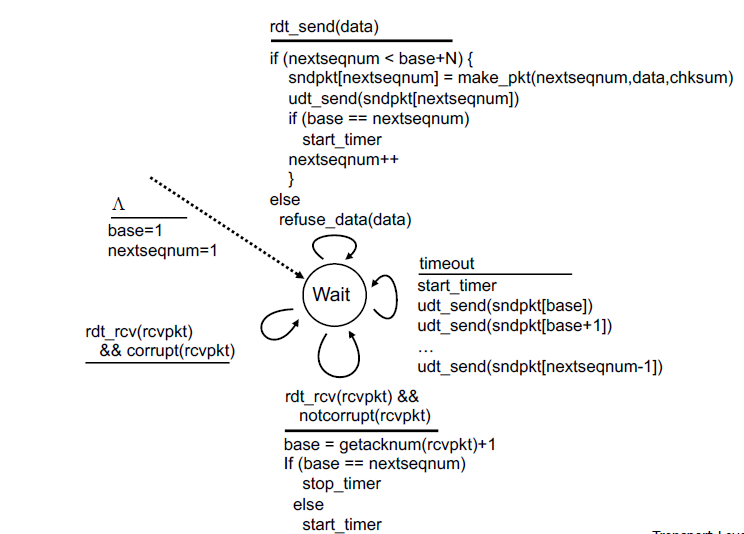 rdt_send(data)
if (nextseqnum < base+N) {
sndpkt[nextseqnum] = make_pkt(nextseqnum,data,chksum)
udt_send(sndpkt[nextseqnum])
if (base == nextseqnum)
start_timer
nextseqnum++
}
else
refuse_data(data)
Λ
base=1
nextseqnum=1
Wait
timeout
start_timer
udt_send(sndpkt[base])
udt_send(sndpkt[base+1])
…
udt_send(sndpkt[nextseqnum-1])
rdt_rcv(rcvpkt)
&& corrupt(rcvpkt)
rdt_rcv(rcvpkt) &&
notcorrupt(rcvpkt)
base = getacknum(rcvpkt)+1
If (base == nextseqnum)
stop_timer
else
start_timer